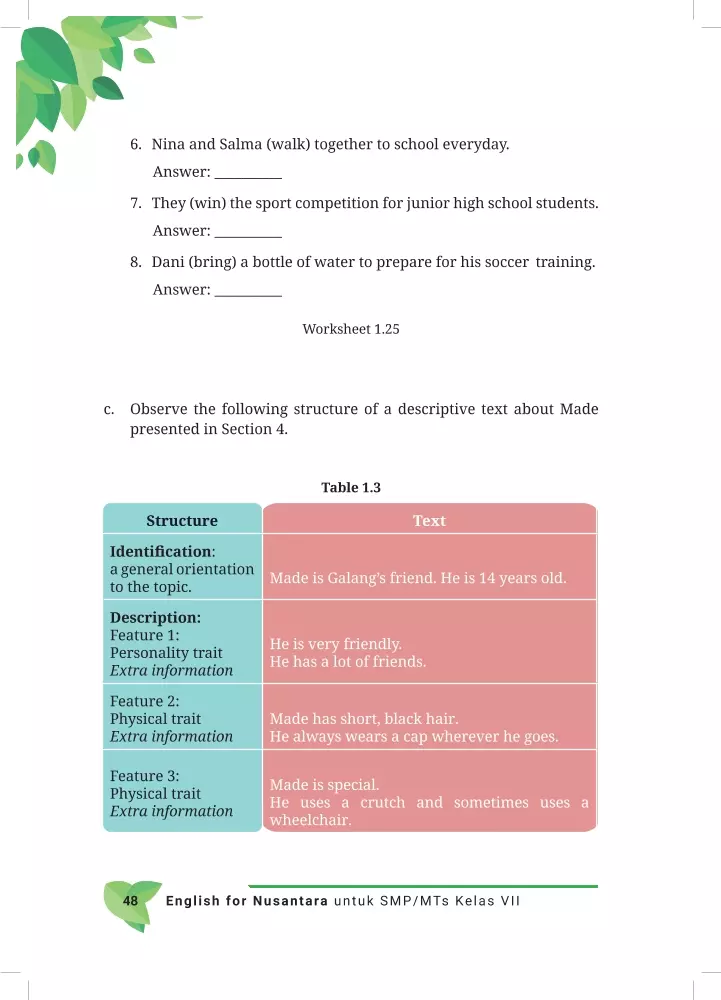 6. Nina and Salma (walk) together to school everyday.
Answer: __________
7. They (win) the sport competition for junior high school students.
Answer: __________
8. Dani (bring) a bottle of water to prepare for his soccer training.
Answer: __________
Worksheet 1.25
c. Observe the following structure of a descriptive text about Made
presented in Section 4.
Table 1.3
Structure
Text
Identification:
a general orientation
to the topic.
Made is Galang's friend. He is 14 years old.
Description:
Feature 1:
Personality trait
Extra information
He is very friendly.
He has a lot of friends.
Feature 2:
Physical trait
Extra information
Made has short, black hair.
He always wears a cap wherever he goes.
Feature 3:
Physical trait
Extra information
Made is special.
He uses a crutch and sometimes uses a
wheelchair.
48 English for Nusantara untuk SMP/MTs Kelas VII